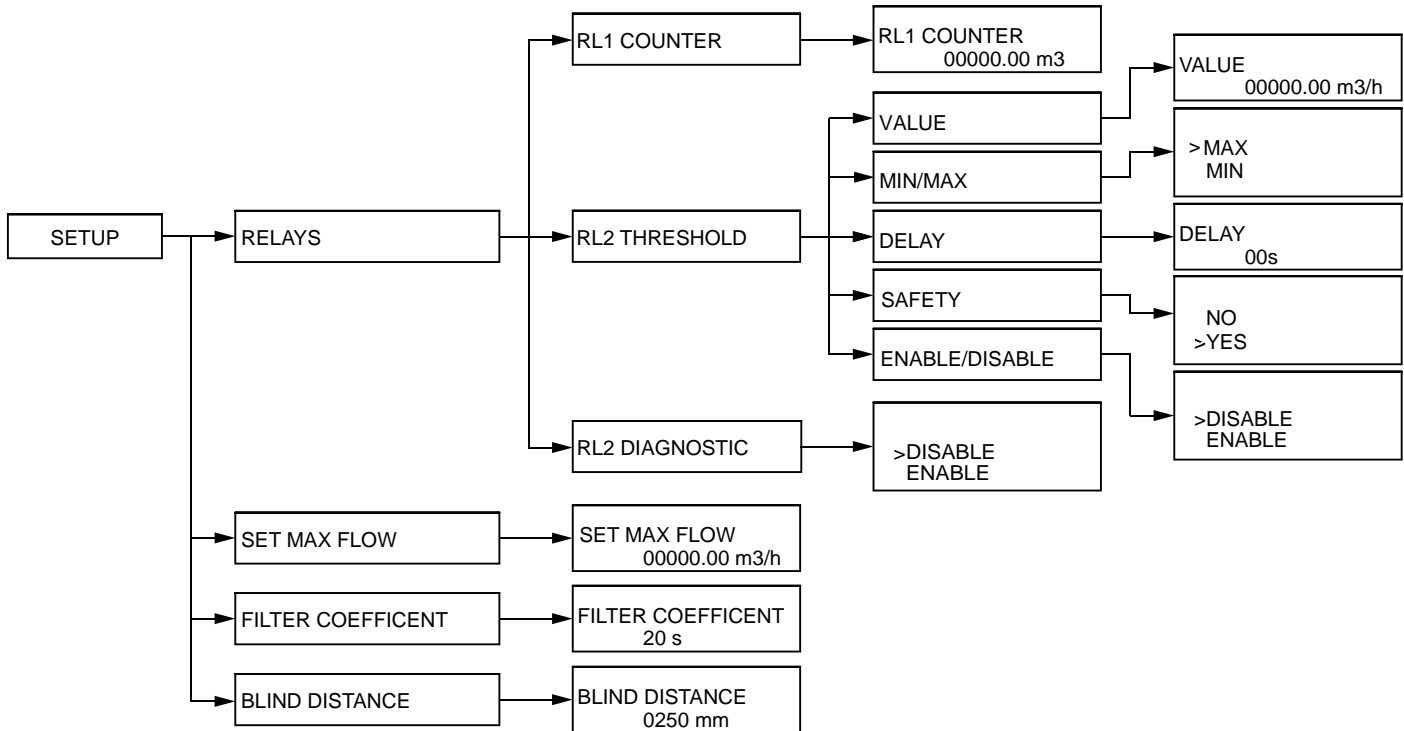 SETUP
RELAYS
RL1 COUNTER
RL1 COUNTER
00000.00 m3
RL2 THRESHOLD
VALUE
VALUE
00000.00 m3/h
MIN/MAX
>MAX
MIN
DELAY
DELAY
00s
SAFETY
NO
>YES
ENABLE/DISABLE
>DISABLE
ENABLE
RL2 DIAGNOSTIC
>DISABLE
ENABLE
SET MAX FLOW
SET MAX FLOW
00000.00 m3/h
FILTER COEFFICENT
FILTER COEFFICENT
20 s
BLIND DISTANCE
BLIND DISTANCE
0250 mm